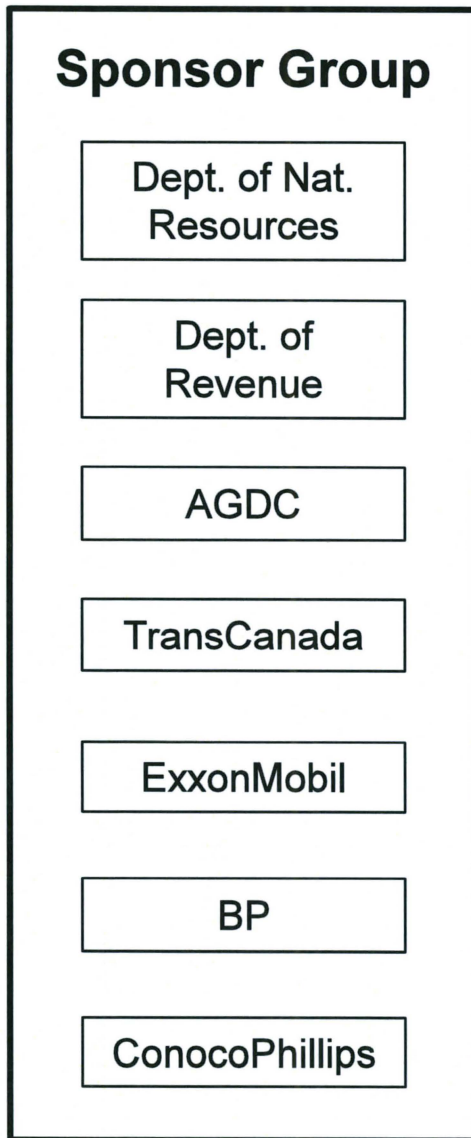 Sponsor Group
Dept. of Nat.
Resources
Dept. of
Revenue
AGDC
TransCanada
ExxonMobil
BP
ConocoPhillips